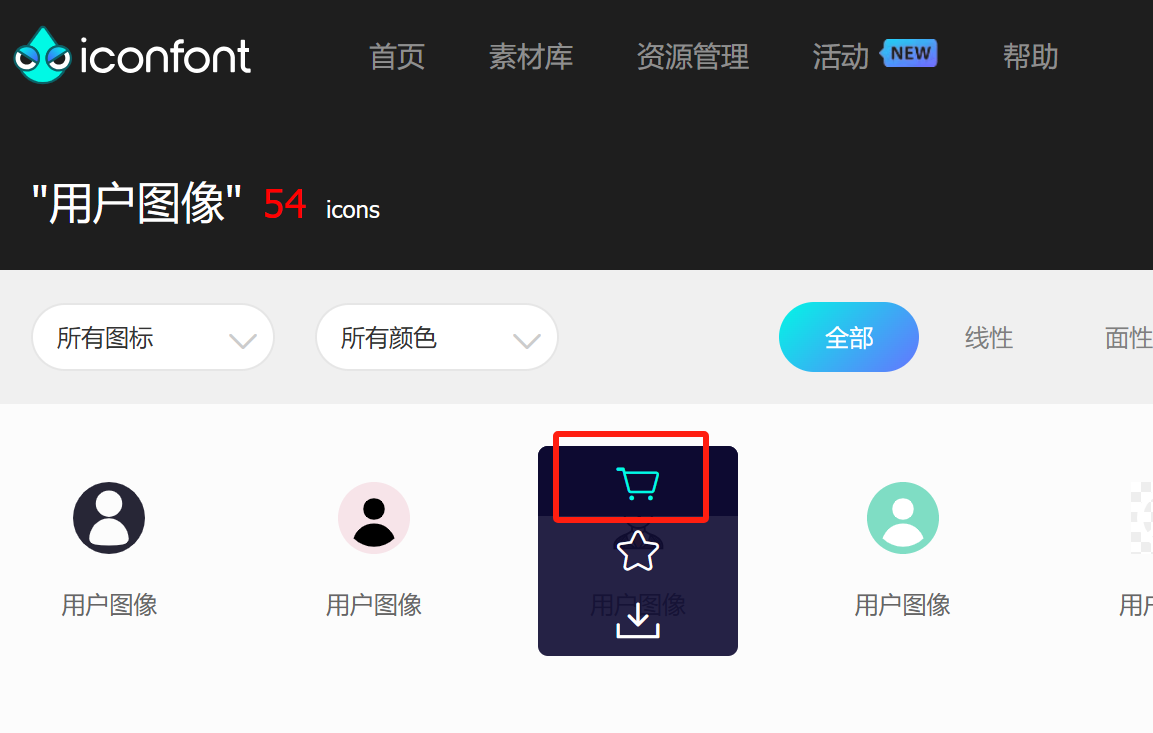 iconfont 首页 素材库 资源管理 活动 NEW 帮助
"用户图像" 54 icons
所有图标 所有颜色 全部 线性 面性
用户图像 用户图像 用户图像 用户图像 用户